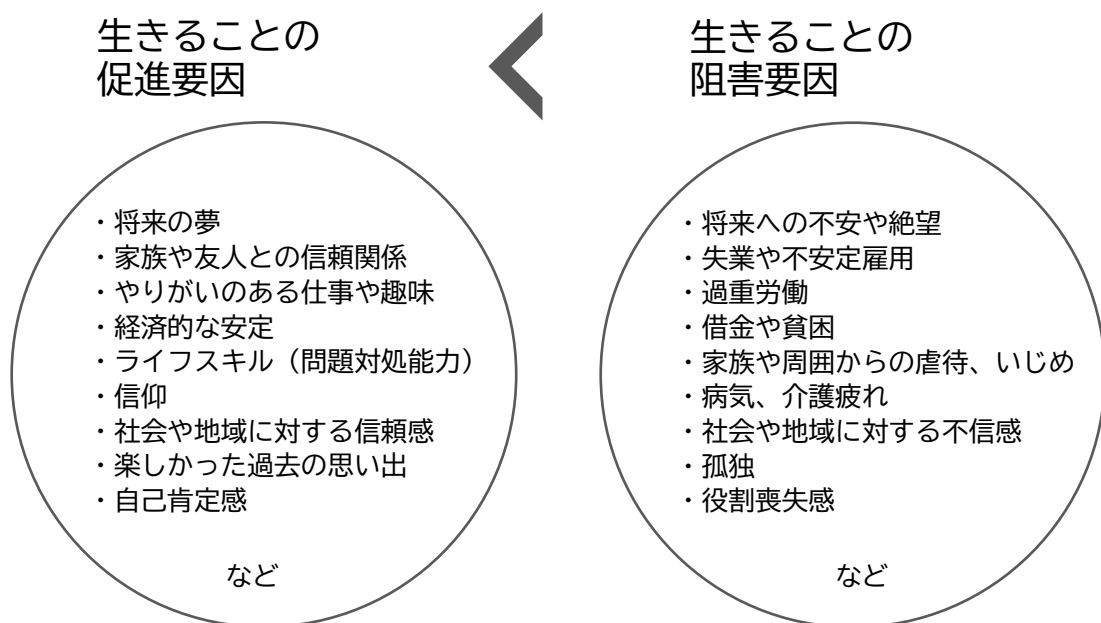 生きることの
促進要因
生きることの
阻害要因
・将来の夢
・家族や友人との信頼関係
・やりがいのある仕事や趣味
・経済的な安定
・ライフスキル（問題対処能力）
・信仰
・社会や地域に対する信頼感
・楽しかった過去の思い出
・自己肯定感
など
・将来への不安や絶望
・失業や不安定雇用
・過重労働
・借金や貧困
・家族や周囲からの虐待、いじめ
・病気、介護疲れ
・社会や地域に対する不信感
・孤独
・役割喪失感
など